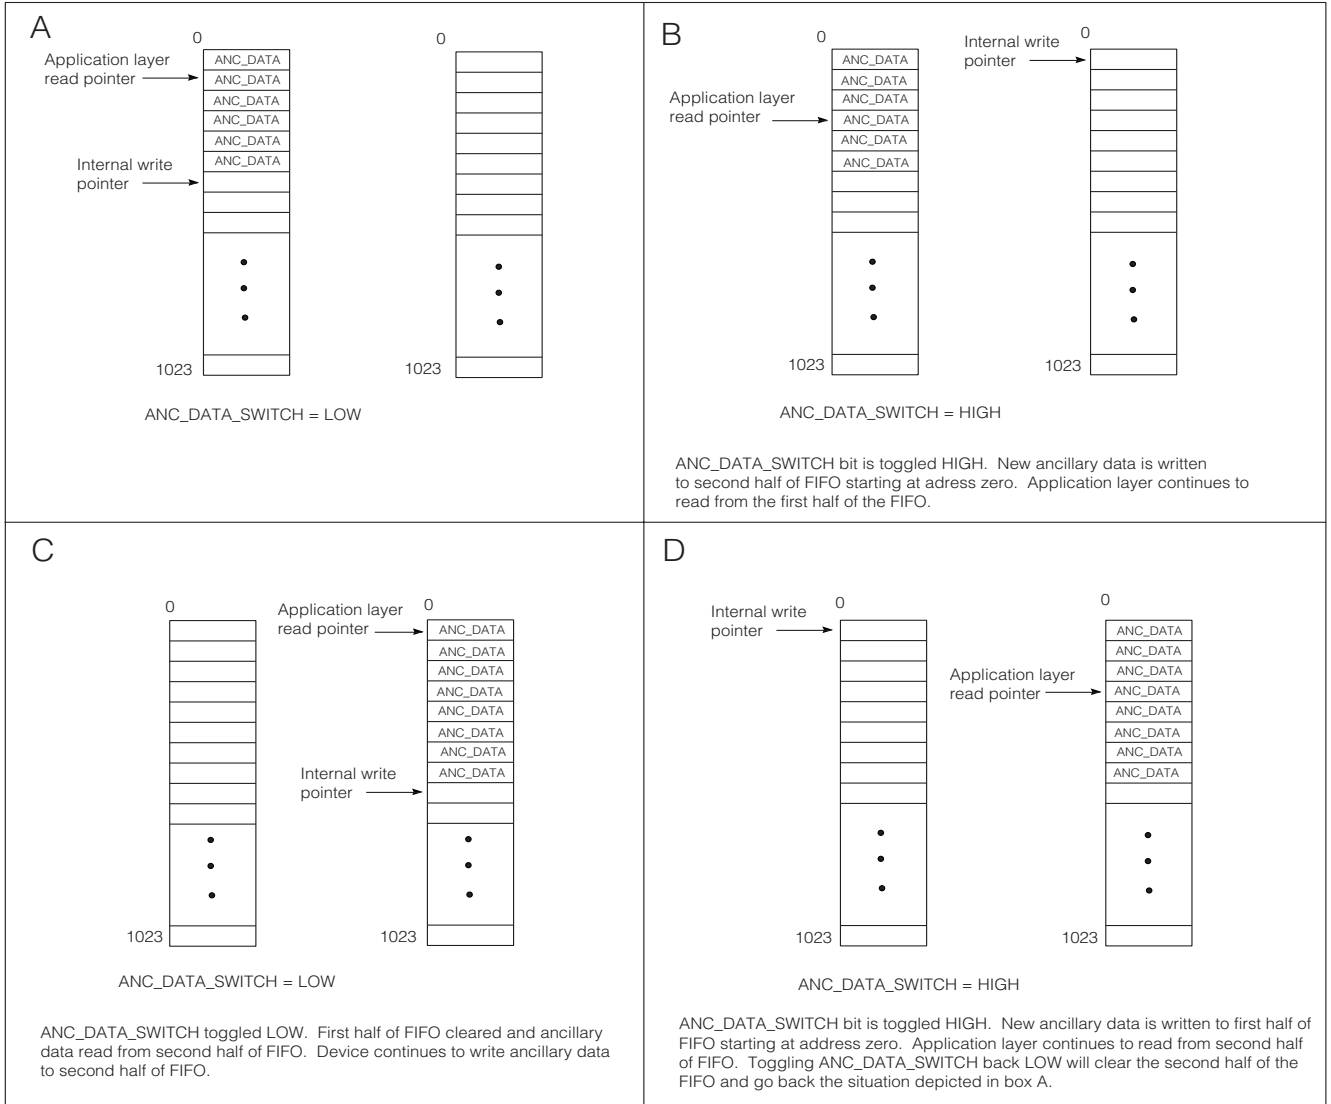 A
0
0
Application layer
read pointer
ANC_DATA
ANC_DATA
ANC_DATA
ANC_DATA
ANC_DATA
ANC_DATA
Internal write
pointer
1023
1023
ANC_DATA_SWITCH = LOW
B
0
0
Internal write
pointer
Application layer
read pointer
ANC_DATA
ANC_DATA
ANC_DATA
ANC_DATA
ANC_DATA
ANC_DATA
1023
1023
ANC_DATA_SWITCH = HIGH
ANC_DATA_SWITCH bit is toggled HIGH.  New ancillary data is written
to second half of FIFO starting at adress zero.  Application layer continues to
read from the first half of the FIFO.
C
0
0
Application layer
read pointer
ANC_DATA
ANC_DATA
ANC_DATA
ANC_DATA
ANC_DATA
ANC_DATA
ANC_DATA
ANC_DATA
Internal write
pointer
1023
1023
ANC_DATA_SWITCH = LOW
ANC_DATA_SWITCH toggled LOW.  First half of FIFO cleared and ancillary
data read from second half of FIFO.  Device continues to write ancillary data
to second half of FIFO.
D
0
0
Internal write
pointer
Application layer
read pointer
ANC_DATA
ANC_DATA
ANC_DATA
ANC_DATA
ANC_DATA
ANC_DATA
ANC_DATA
ANC_DATA
1023
1023
ANC_DATA_SWITCH = HIGH
ANC_DATA_SWITCH bit is toggled HIGH.  New ancillary data is written to first half of
FIFO starting at address zero.  Application layer continues to read from second half
of FIFO.  Toggling ANC_DATA_SWITCH back LOW will clear the second half of the
FIFO and go back the situation depicted in box A.